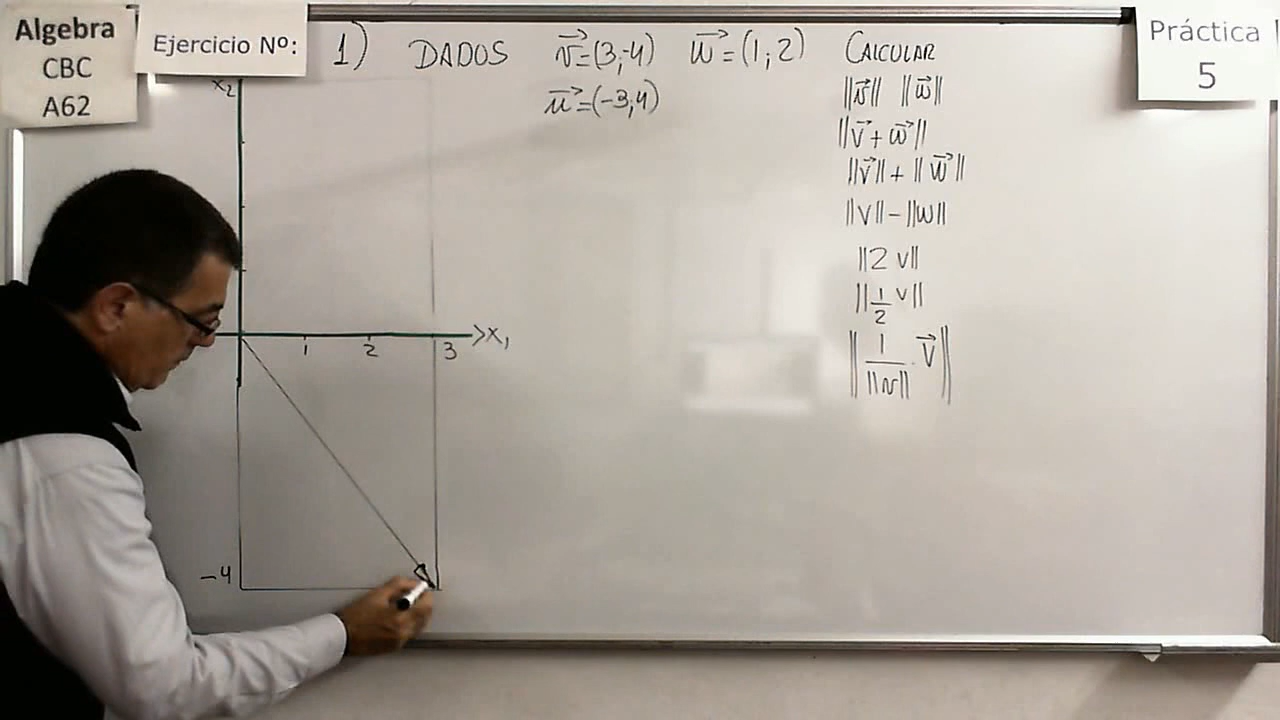 Algebra
CBC
A62
Ejercicio Nº:
1) DADOS v⃗=(3;-4) w⃗=(1;2) CALCULAR
u⃗=(-3;4)
||v⃗|| ||w⃗||
||v⃗+w⃗||
||v⃗||+||w⃗||
||v||-||w||
||2 v||
||1/2 v||
||1/||v|| . v⃗||
Práctica
5
x₂
1 2 3 x₁
-4